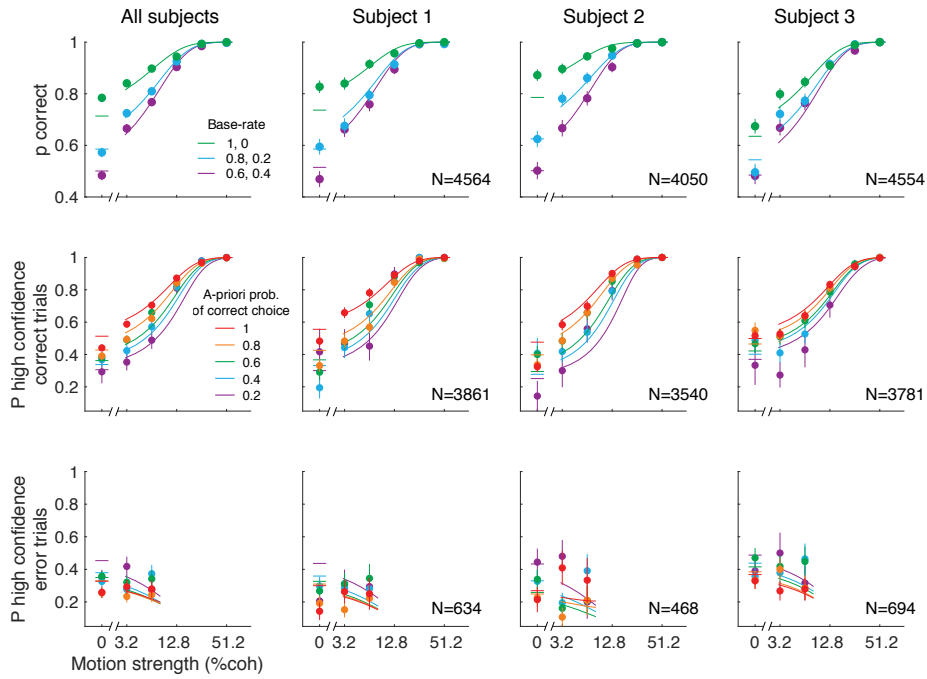 All subjects
Subject 1
Subject 2
Subject 3
p correct
1
0.8
0.6
0.4
Base-rate
1, 0
0.8, 0.2
0.6, 0.4
N=4564
N=4050
N=4554
P high confidence
correct trials
1
0.8
0.6
0.4
0.2
A-priori prob.
of correct choice
1
0.8
0.6
0.4
0.2
N=3861
N=3540
N=3781
P high confidence
error trials
1
0.8
0.6
0.4
0.2
N=634
N=468
N=694
0 3.2 12.8 51.2
0 3.2 12.8 51.2
0 3.2 12.8 51.2
0 3.2 12.8 51.2
Motion strength (%coh)